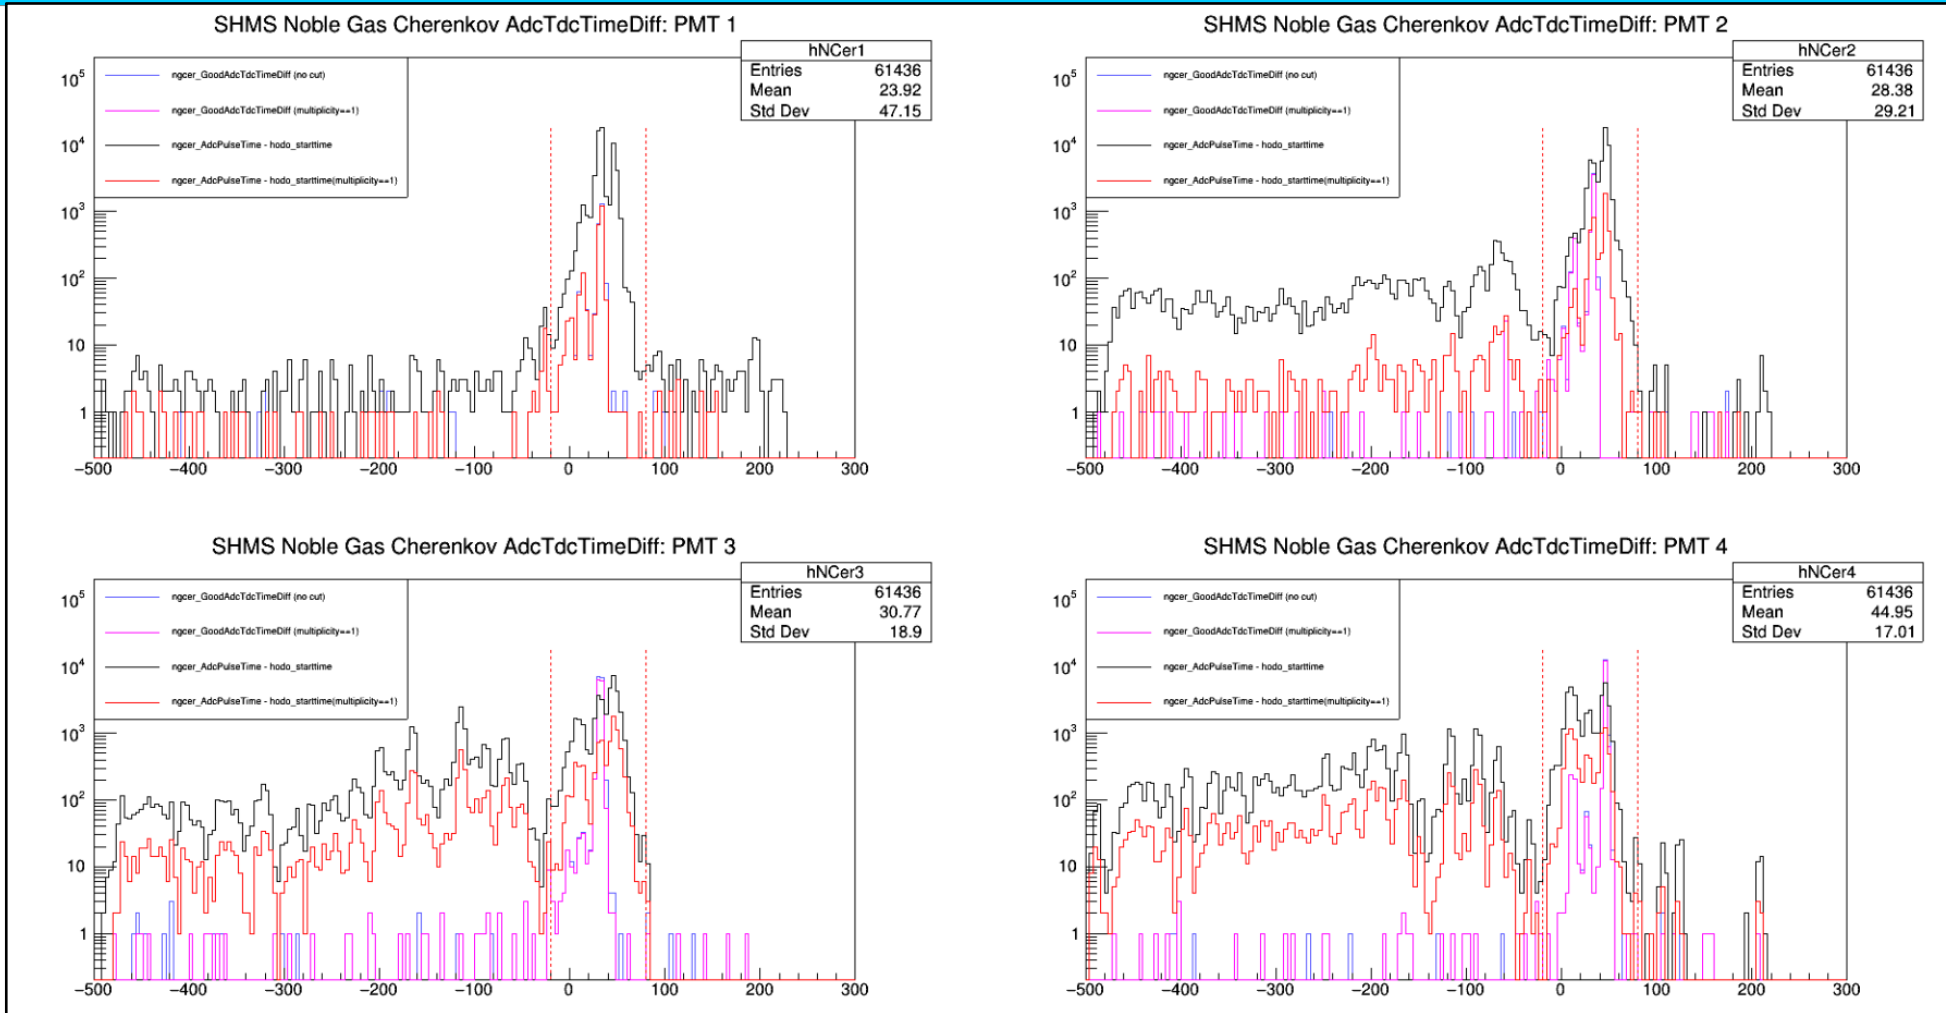 SHMS Noble Gas Cherenkov AdcTdcTimeDiff: PMT 1
hNCer1
Entries 61436
Mean 23.92
Std Dev 47.15
ngcer_GoodAdcTdcTimeDiff (no cut)
ngcer_GoodAdcTdcTimeDiff (multiplicity==1)
ngcer_AdcPulseTime - hodo_starttime
ngcer_AdcPulseTime - hodo_starttime(multiplicity==1)
10^5
10^4
10^3
10^2
10
1
−500 −400 −300 −200 −100 0 100 200 300
SHMS Noble Gas Cherenkov AdcTdcTimeDiff: PMT 2
hNCer2
Entries 61436
Mean 28.38
Std Dev 29.21
ngcer_GoodAdcTdcTimeDiff (no cut)
ngcer_GoodAdcTdcTimeDiff (multiplicity==1)
ngcer_AdcPulseTime - hodo_starttime
ngcer_AdcPulseTime - hodo_starttime(multiplicity==1)
10^5
10^4
10^3
10^2
10
1
−500 −400 −300 −200 −100 0 100 200 300
SHMS Noble Gas Cherenkov AdcTdcTimeDiff: PMT 3
hNCer3
Entries 61436
Mean 30.77
Std Dev 18.9
ngcer_GoodAdcTdcTimeDiff (no cut)
ngcer_GoodAdcTdcTimeDiff (multiplicity==1)
ngcer_AdcPulseTime - hodo_starttime
ngcer_AdcPulseTime - hodo_starttime(multiplicity==1)
10^5
10^4
10^3
10^2
10
1
−500 −400 −300 −200 −100 0 100 200 300
SHMS Noble Gas Cherenkov AdcTdcTimeDiff: PMT 4
hNCer4
Entries 61436
Mean 44.95
Std Dev 17.01
ngcer_GoodAdcTdcTimeDiff (no cut)
ngcer_GoodAdcTdcTimeDiff (multiplicity==1)
ngcer_AdcPulseTime - hodo_starttime
ngcer_AdcPulseTime - hodo_starttime(multiplicity==1)
10^5
10^4
10^3
10^2
10
1
−500 −400 −300 −200 −100 0 100 200 300